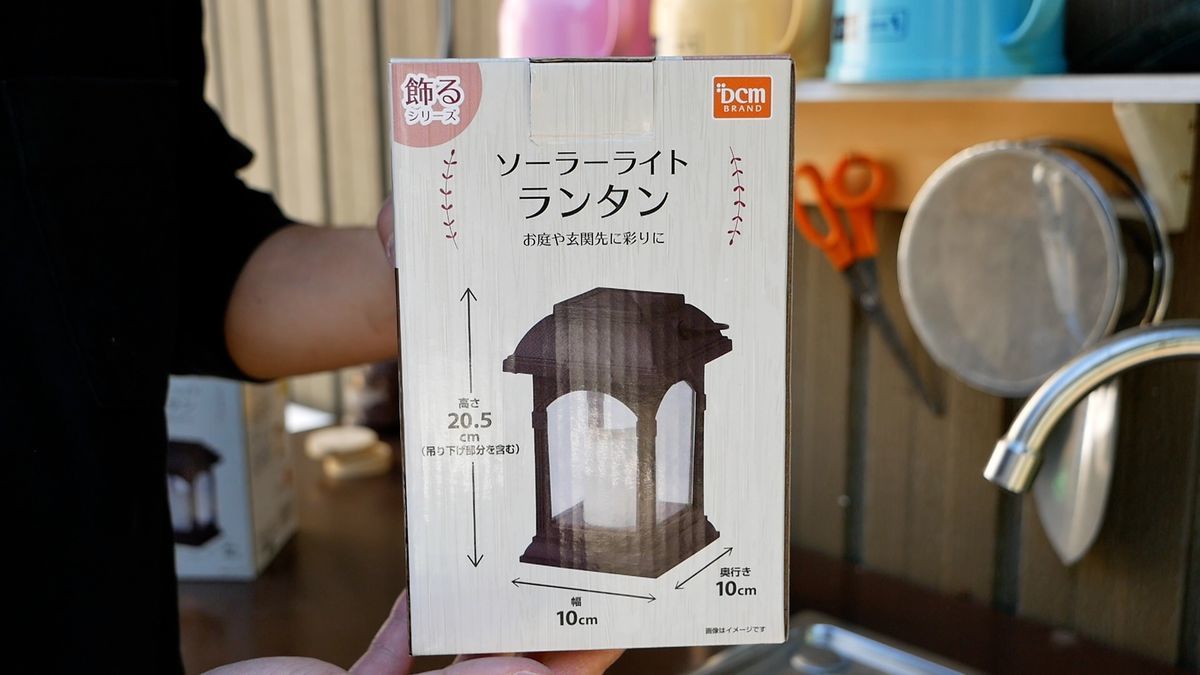 飾る
シリーズ
DCM
BRAND
ソーラーライト
ランタン
お庭や玄関先に彩りに
高さ
20.5
cm
(吊り下げ部分を含む)
幅
10cm
奥行き
10cm
画像はイメージです